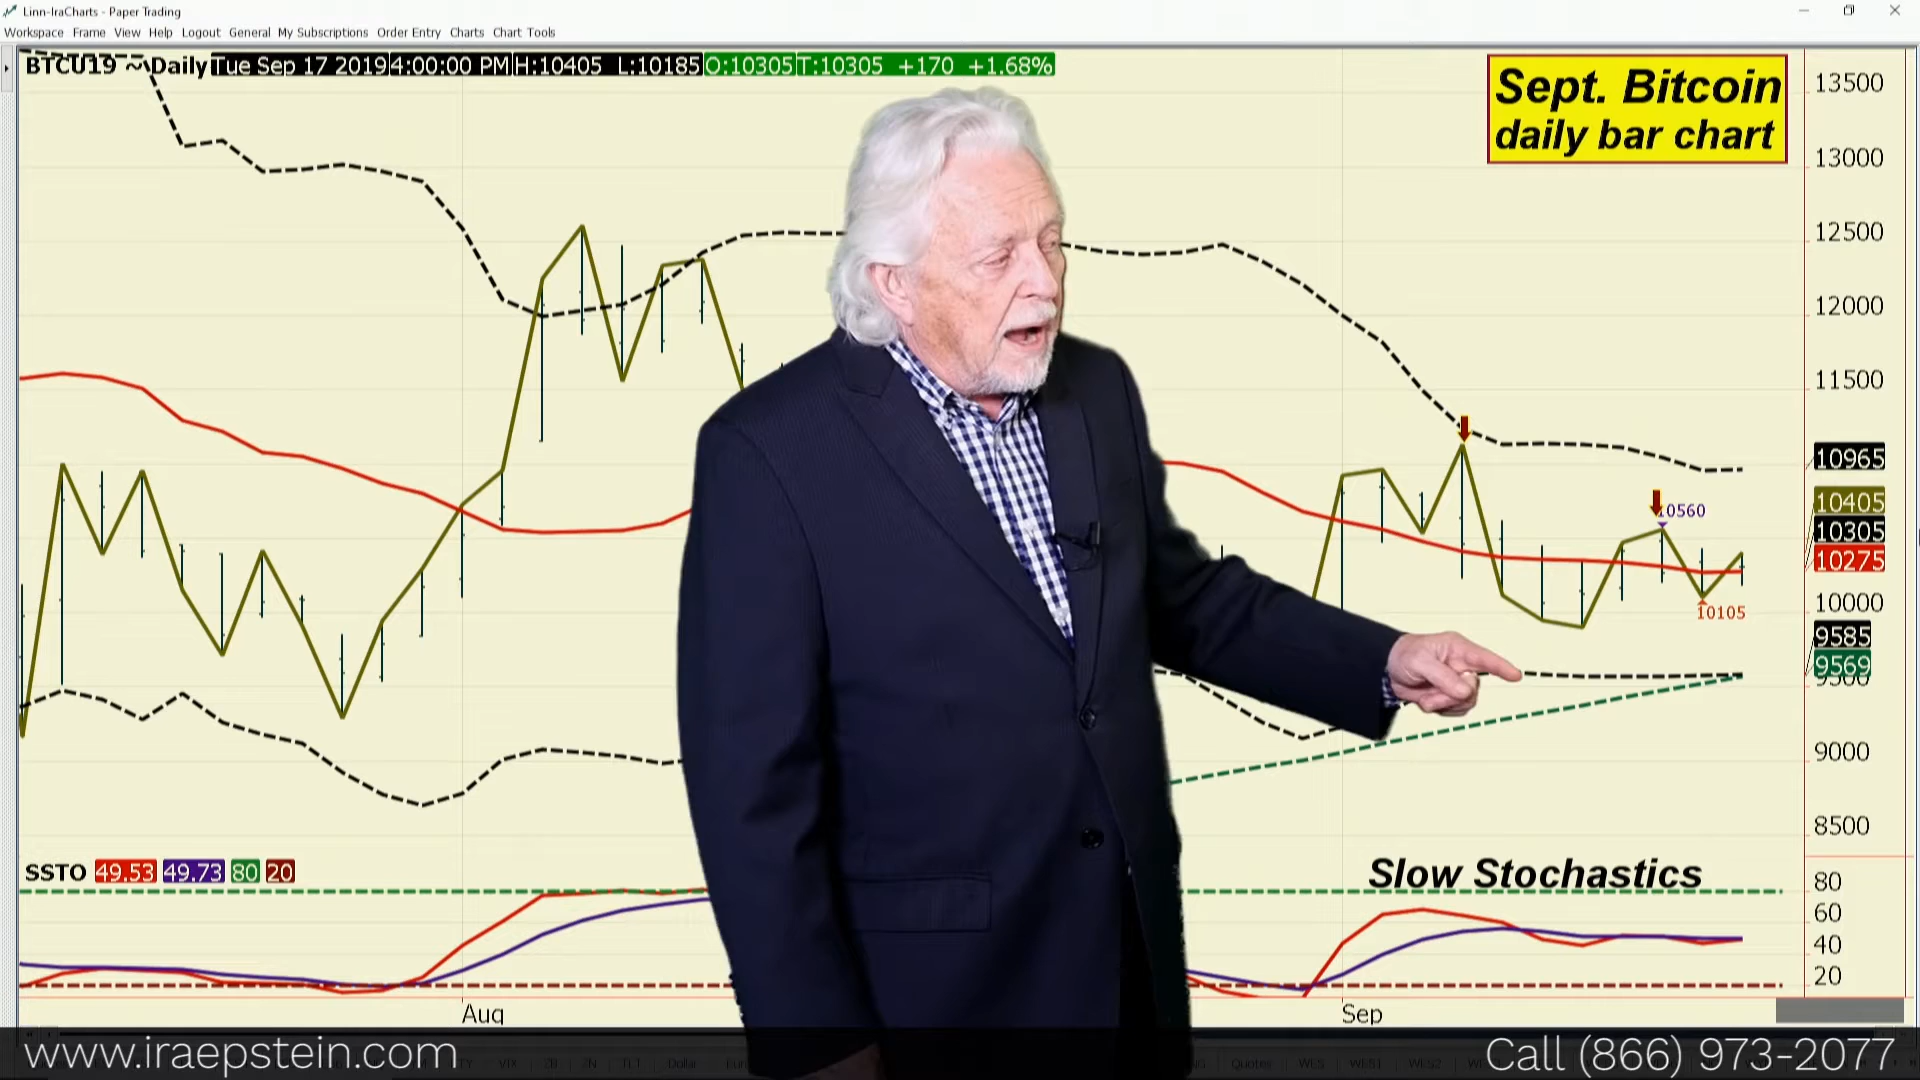 Linn-IraCharts - Paper Trading
Workspace Frame View Help Logout General My Subscriptions Order Entry Charts Chart Tools
BTCU19 ~ Daily Tue Sep 17 2019 4:00:00 PM H:10405 L:10185 O:10305 T:10305 +170 +1.68%
Sept. Bitcoin
daily bar chart
13500
13000
12500
12000
11500
10965
10405
10560
10305
10275
10000
10105
9585
9569
9500
9000
8500
SSTO 49.53 49.73 80 20
Slow Stochastics
80
60
40
20
Aug Sep
www.iraepstein.com
Call (866) 973-2077